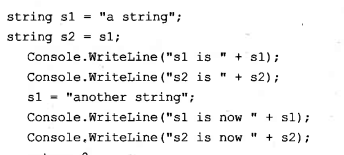 string s1 = "a string";
string s2 = s1;
Console.WriteLine("s1 is " + s1);
Console.WriteLine("s2 is " + s2);
s1 = "another string";
Console.WriteLine("s1 is now " + s1);
Console.WriteLine("s2 is now " + s2);